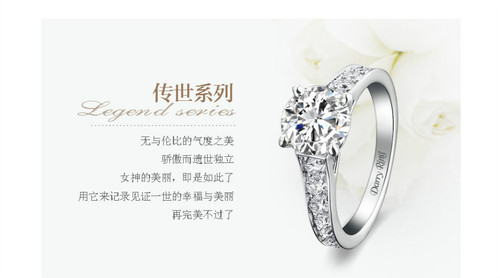 传世系列
Legend series
无与伦比的气度之美
骄傲而遗世独立
女神的美丽，即是如此了
用它来记录见证一世的幸福与美丽
再完美不过了
Darry Ring